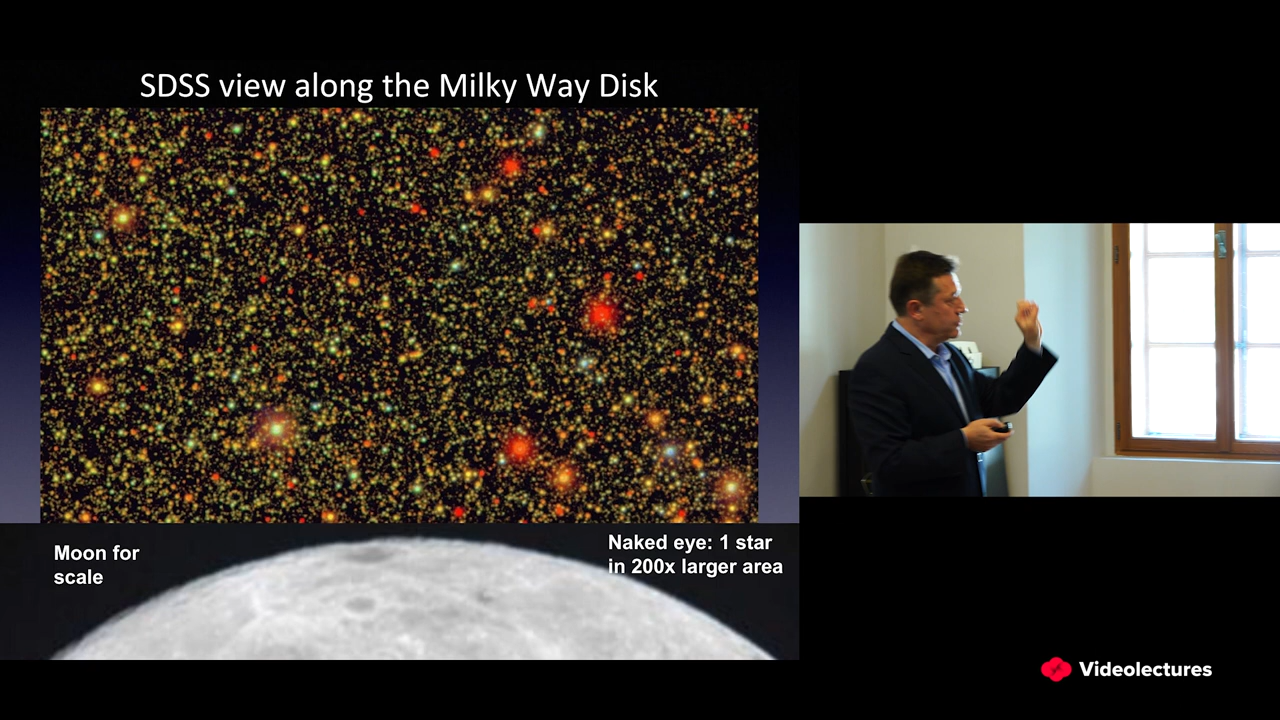 SDSS view along the Milky Way Disk
Moon for
scale
Naked eye: 1 star
in 200x larger area
Videolectures